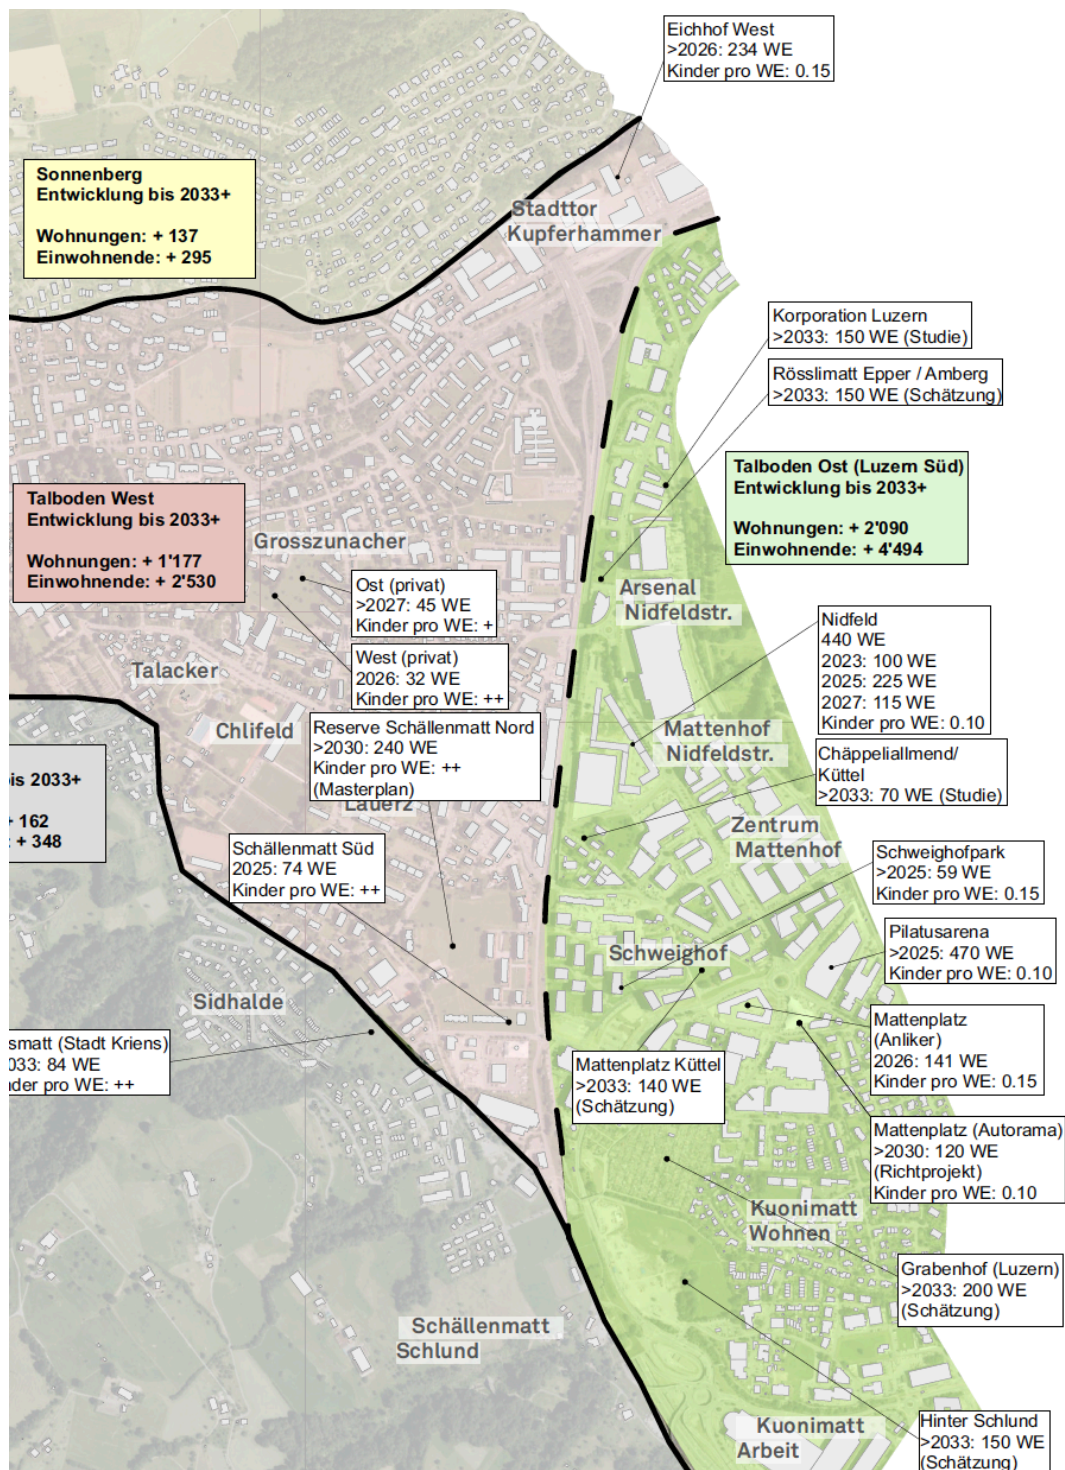 Eichhof West
>2026: 234 WE
Kinder pro WE: 0.15
Sonnenberg
Entwicklung bis 2033+
Wohnungen: + 137
Einwohnende: + 295
Stadttor
Kupferhammer
Korporation Luzern
>2033: 150 WE (Studie)
Rösslimatt Epper / Amberg
>2033: 150 WE (Schätzung)
Talboden Ost (Luzern Süd)
Entwicklung bis 2033+
Wohnungen: + 2'090
Einwohnende: + 4'494
Talboden West
Entwicklung bis 2033+
Wohnungen: + 1'177
Einwohnende: + 2'530
Grosszunacher
Ost (privat)
>2027: 45 WE
Kinder pro WE: +
Arsenal
Nidfeldstr.
Nidfeld
440 WE
2023: 100 WE
2025: 225 WE
2027: 115 WE
Kinder pro WE: 0.10
West (privat)
2026: 32 WE
Kinder pro WE: ++
Talacker
Chlifeld
Reserve Schällenmatt Nord
>2030: 240 WE
Kinder pro WE: ++
(Masterplan)
Lauerz
Mattenhof
Nidfeldstr.
Chäppeliallmend/
Küttel
>2033: 70 WE (Studie)
is 2033+
+ 162
: + 348
Zentrum
Mattenhof
Schällenmatt Süd
2025: 74 WE
Kinder pro WE: ++
Schweighofpark
>2025: 59 WE
Kinder pro WE: 0.15
Schweighof
Pilatusarena
>2025: 470 WE
Kinder pro WE: 0.10
Sidhalde
Mattenplatz
(Anliker)
2026: 141 WE
Kinder pro WE: 0.15
smatt (Stadt Kriens)
033: 84 WE
nder pro WE: ++
Mattenplatz Küttel
>2033: 140 WE
(Schätzung)
Mattenplatz (Autorama)
>2030: 120 WE
(Richtprojekt)
Kinder pro WE: 0.10
Kuonimatt
Wohnen
Grabenhof (Luzern)
>2033: 200 WE
(Schätzung)
Schällenmatt
Schlund
Kuonimatt
Arbeit
Hinter Schlund
>2033: 150 WE
(Schätzung)